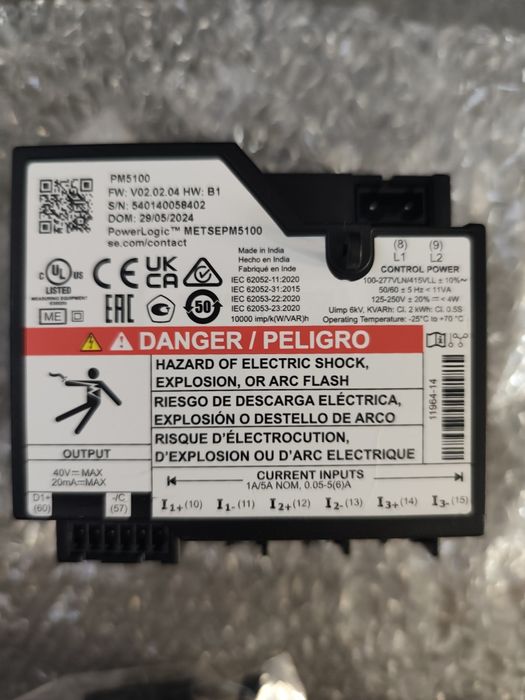 PM5100
FW: V02.02.04 HW: B1
S/N: 5401400S8402
DOM: 29/05/2024
PowerLogic™ METSEPM5100
se.com/contact
Made in India
Hecho en India
Fabriqué en Inde
IEC 62052-11:2020
IEC 62052-31:2015
IEC 62053-22:2020
IEC 62053-23:2020
10000 imp/k(W/VAR)h
C UL US
LISTED
MEASURING EQUIPMENT
CE
UK
CA
EAC
50
ME
(8) (9)
L1 L2
CONTROL POWER
100-277VLN/415VLL ± 10%~
50/60 ± 5 Hz < 11VA
125-250V ± 20% ⎓ < 4W
Uimp 6kV, KVARh: Cl. 2 kWh: Cl. 0.5S
Operating Temperature: -25°C to +70 °C
DANGER / PELIGRO
HAZARD OF ELECTRIC SHOCK,
EXPLOSION, OR ARC FLASH
RIESGO DE DESCARGA ELÉCTRICA,
EXPLOSIÓN O DESTELLO DE ARCO
RISQUE D'ÉLECTROCUTION,
D'EXPLOSION OU D'ARC ELECTRIQUE
11964-14
OUTPUT
40V⎓MAX
20mA⎓MAX
D1+ -/C
(60) (57)
CURRENT INPUTS
1A/5A NOM, 0.05-5(6)A
I1+(10) I1-(11) I2+(12) I2-(13) I3+(14) I3-(15)